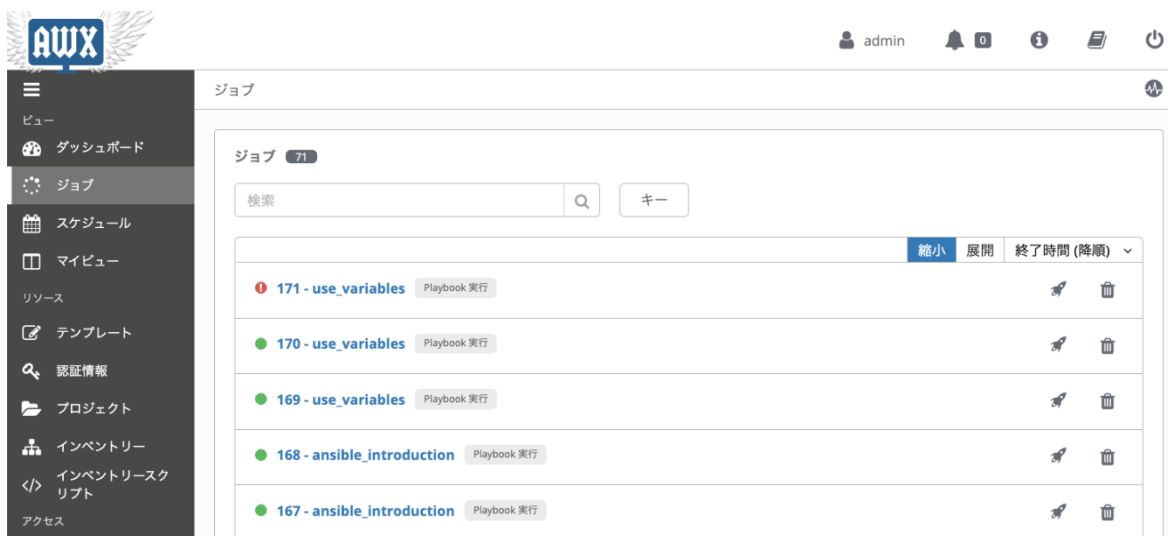 AWX
admin
0
ジョブ
ビュー
ダッシュボード
ジョブ
スケジュール
マイビュー
リソース
テンプレート
認証情報
プロジェクト
インベントリー
インベントリースク
リプト
アクセス
ジョブ 71
検索
キー
縮小 展開 終了時間 (降順)
171 - use_variables Playbook 実行
170 - use_variables Playbook 実行
169 - use_variables Playbook 実行
168 - ansible_introduction Playbook 実行
167 - ansible_introduction Playbook 実行